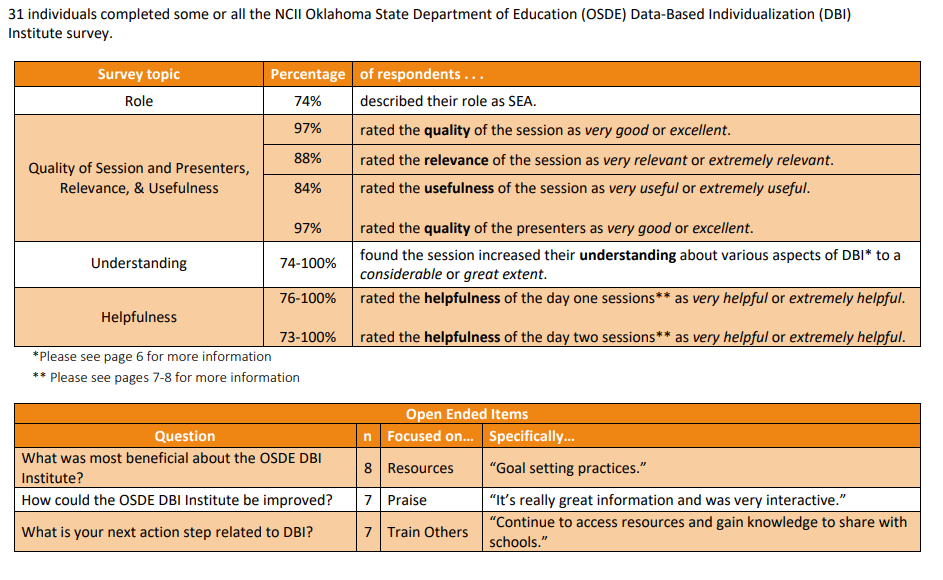 31 individuals completed some or all the NCII Oklahoma State Department of Education (OSDE) Data-Based Individualization (DBI)
Institute survey.
Survey topic Percentage of respondents . . .
Role 74% described their role as SEA.
Quality of Session and Presenters, Relevance, & Usefulness
97% rated the quality of the session as very good or excellent.
88% rated the relevance of the session as very relevant or extremely relevant.
84% rated the usefulness of the session as very useful or extremely useful.
97% rated the quality of the presenters as very good or excellent.
Understanding 74-100% found the session increased their understanding about various aspects of DBI* to a
considerable or great extent.
Helpfulness
76-100% rated the helpfulness of the day one sessions** as very helpful or extremely helpful.
73-100% rated the helpfulness of the day two sessions** as very helpful or extremely helpful.
*Please see page 6 for more information
** Please see pages 7-8 for more information
Open Ended Items
Question n Focused on... Specifically...
What was most beneficial about the OSDE DBI
Institute? 8 Resources “Goal setting practices.”
How could the OSDE DBI Institute be improved? 7 Praise “It’s really great information and was very interactive.”
What is your next action step related to DBI? 7 Train Others “Continue to access resources and gain knowledge to share with
schools.”